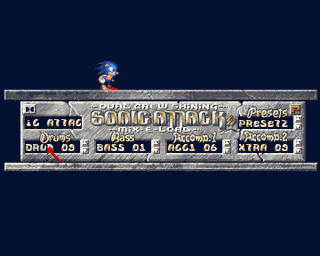 DUAL CREW SHINING
SONIC ATTACK
MIX-E-LOAD
Presets
IC ATTAC
PRESET2
Drums
Bass
Accomp.1
Accomp.2
DRUM 09
BASS 01
ACC1 06
XTRA 09